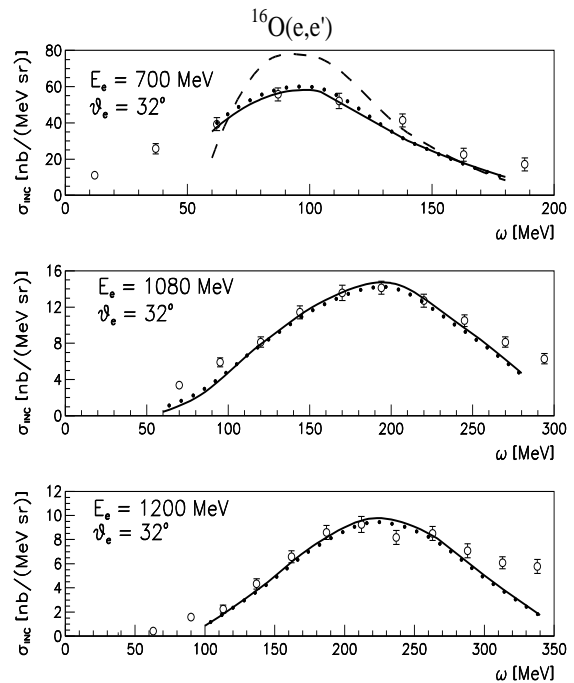 ¹⁶O(e,e')
σ_INC [nb/(MeV sr)]
80
60
40
20
0
E_e = 700 MeV
ϑ_e = 32°
0 50 100 150 200
ω [MeV]
σ_INC [nb/(MeV sr)]
16
12
8
4
0
E_e = 1080 MeV
ϑ_e = 32°
0 50 100 150 200 250 300
ω [MeV]
σ_INC [nb/(MeV sr)]
12
10
8
6
4
2
0
E_e = 1200 MeV
ϑ_e = 32°
0 50 100 150 200 250 300 350
ω [MeV]